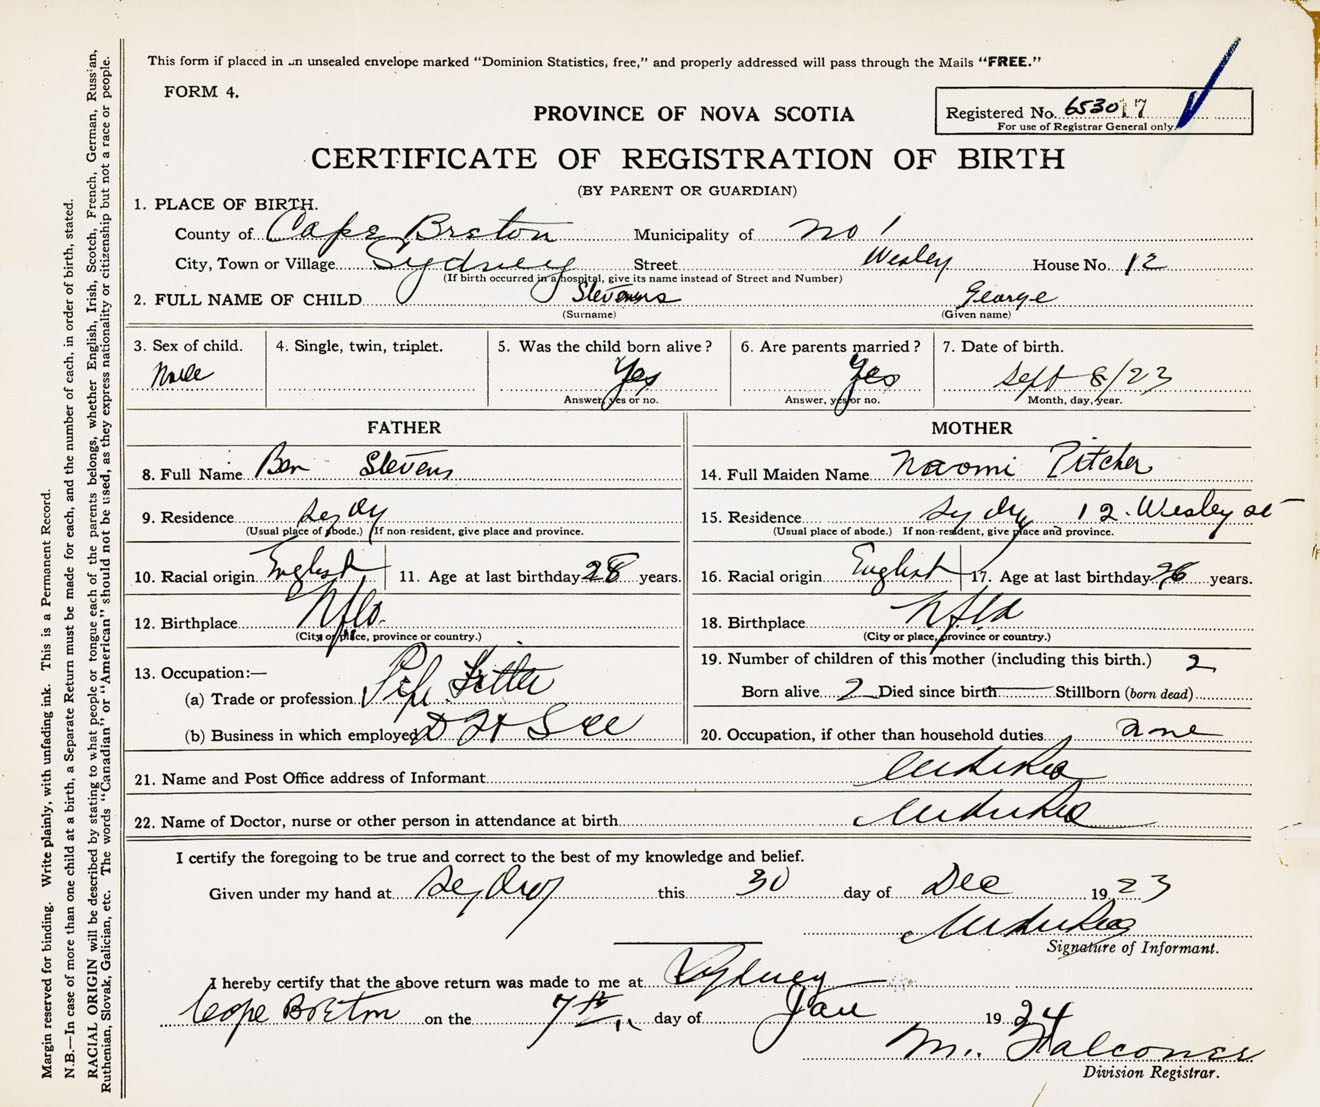 This form if placed in an unsealed envelope marked "Dominion Statistics, free," and properly addressed will pass through the Mails "FREE."
FORM 4.
PROVINCE OF NOVA SCOTIA
Registered No. 653017
For use of Registrar General only.
CERTIFICATE OF REGISTRATION OF BIRTH
(BY PARENT OR GUARDIAN)
1. PLACE OF BIRTH.
County of Cape Breton Municipality of No 1
City, Town or Village Sydney Street Wesley House No. 12
(If birth occurred in a hospital, give its name instead of Street and Number)
2. FULL NAME OF CHILD Stevens George
(Surname) (Given name)
3. Sex of child. 4. Single, twin, triplet. 5. Was the child born alive? 6. Are parents married? 7. Date of birth.
Male Yes Yes Sept 8/23
Answer, yes or no. Answer, yes or no. Month, day, year.
FATHER MOTHER
8. Full Name Ben Stevens 14. Full Maiden Name Naomi Pitcher
9. Residence Sydy 15. Residence Sydny 12. Wesley st
(Usual place of abode.) (If non-resident, give place and province. (Usual place of abode.) If non-resident, give place and province.
10. Racial origin English 11. Age at last birthday 28 years. 16. Racial origin English 17. Age at last birthday 26 years.
12. Birthplace Nfld. 18. Birthplace Nfld
(City or place, province or country.) (City or place, province or country.)
13. Occupation:— 19. Number of children of this mother (including this birth.) 2
(a) Trade or profession Pipe Fitter Born alive 2 Died since birth Stillborn (born dead)
(b) Business in which employed 20. Occupation, if other than household duties none
21. Name and Post Office address of Informant
22. Name of Doctor, nurse or other person in attendance at birth
I certify the foregoing to be true and correct to the best of my knowledge and belief.
Given under my hand at Sydney this 30 day of Dec 1923
Signature of Informant.
I hereby certify that the above return was made to me at Sydney
Cape Breton on the 7th day of Jan 1924
M. Falconer
Division Registrar.
Margin reserved for binding. Write plainly, with unfading ink. This is a Permanent Record.
N.B.—In case of more than one child at a birth, a Separate Return must be made for each, and the number of each, in order of birth, stated.
RACIAL ORIGIN will be described by stating to what people or tongue each of the parents belongs, whether English, Irish, Scotch, French, German, Russian,
Ruthenian, Slovak, Galician, etc. The words "Canadian" or "American" should not be used, as they express nationality or citizenship but not a race or people.